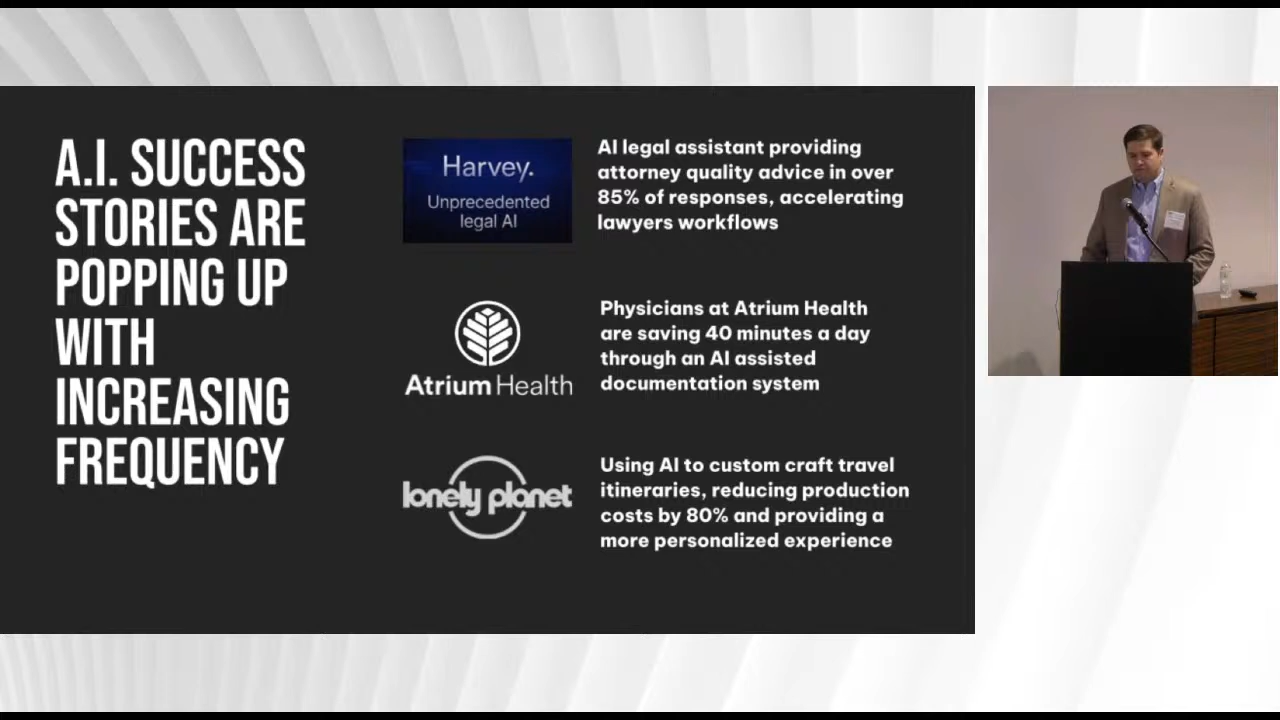 A.I. SUCCESS
STORIES ARE
POPPING UP
WITH
INCREASING
FREQUENCY
Harvey.
Unprecedented
legal AI
AI legal assistant providing
attorney quality advice in over
85% of responses, accelerating
lawyers workflows
Atrium Health
Physicians at Atrium Health
are saving 40 minutes a day
through an AI assisted
documentation system
lonely planet
Using AI to custom craft travel
itineraries, reducing production
costs by 80% and providing a
more personalized experience